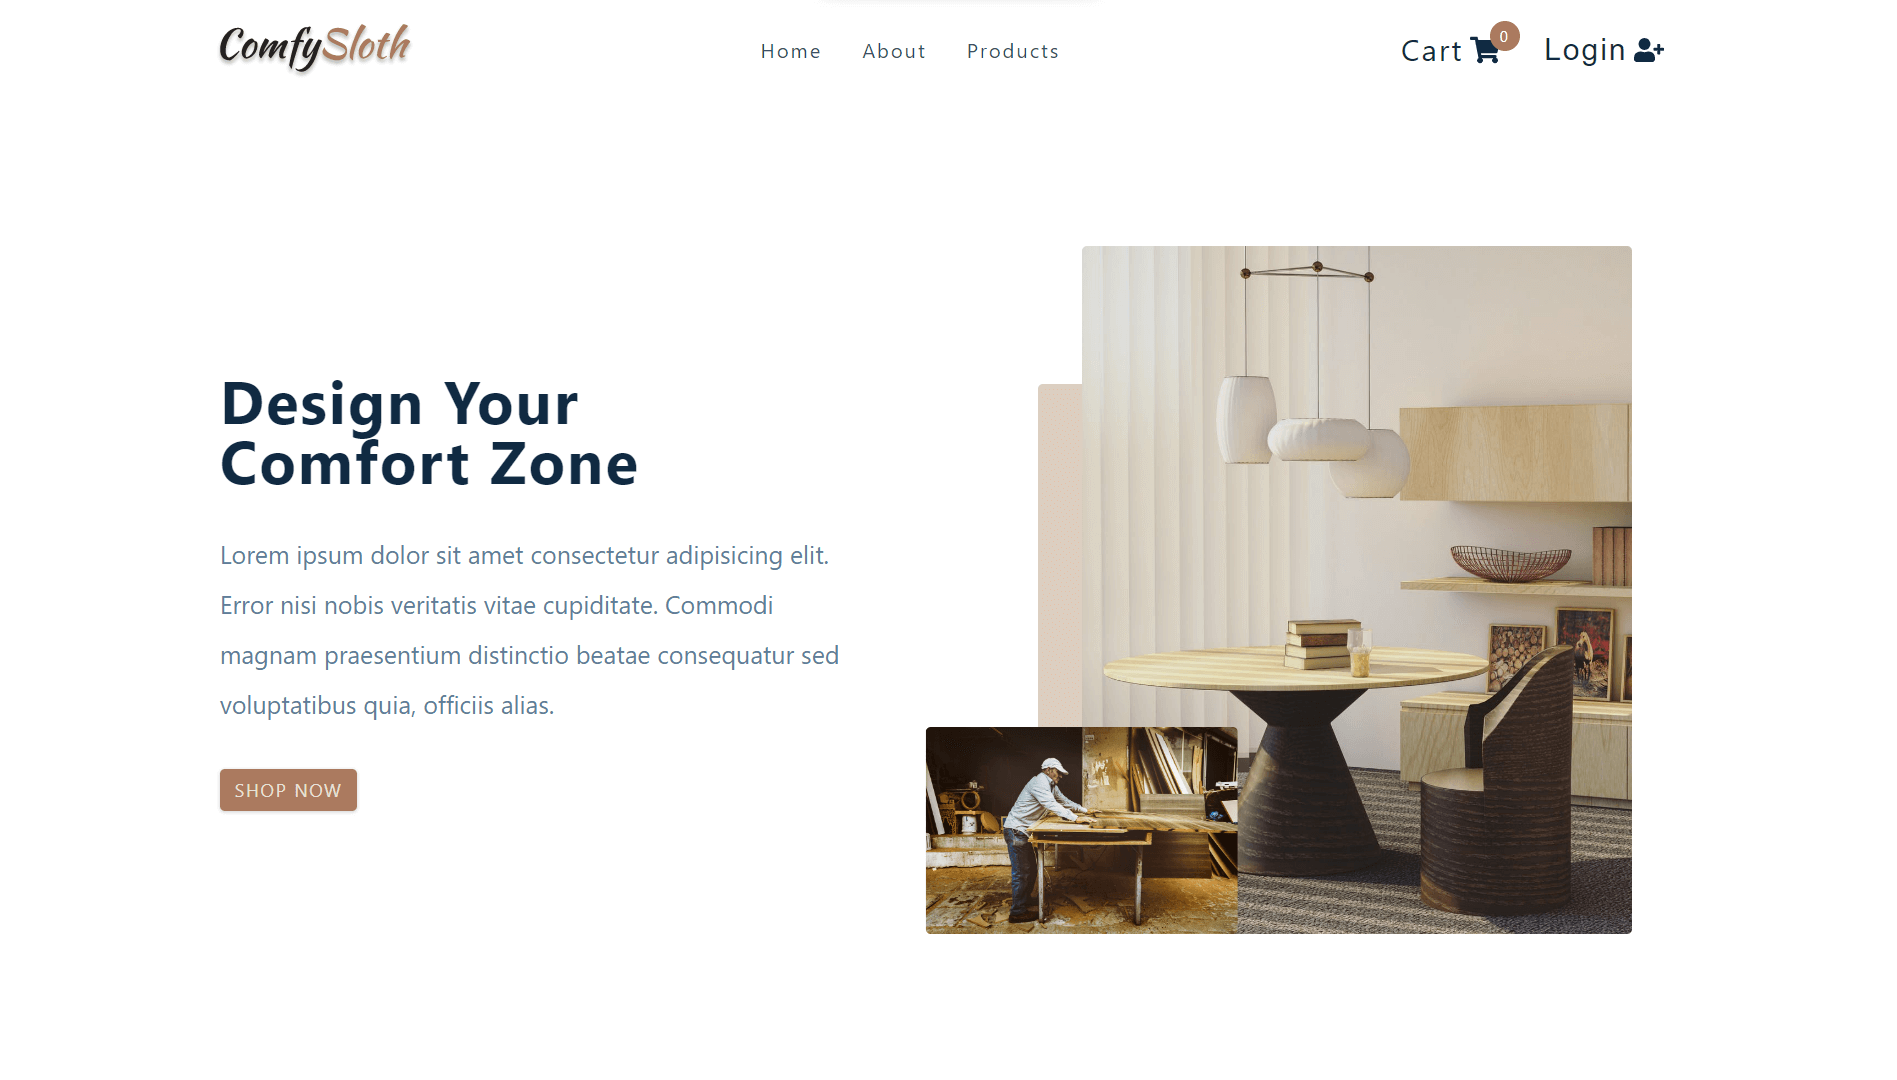 ComfySloth
Home About Products
Cart 0 Login
Design Your
Comfort Zone
Lorem ipsum dolor sit amet consectetur adipisicing elit.
Error nisi nobis veritatis vitae cupiditate. Commodi
magnam praesentium distinctio beatae consequatur sed
voluptatibus quia, officiis alias.
SHOP NOW